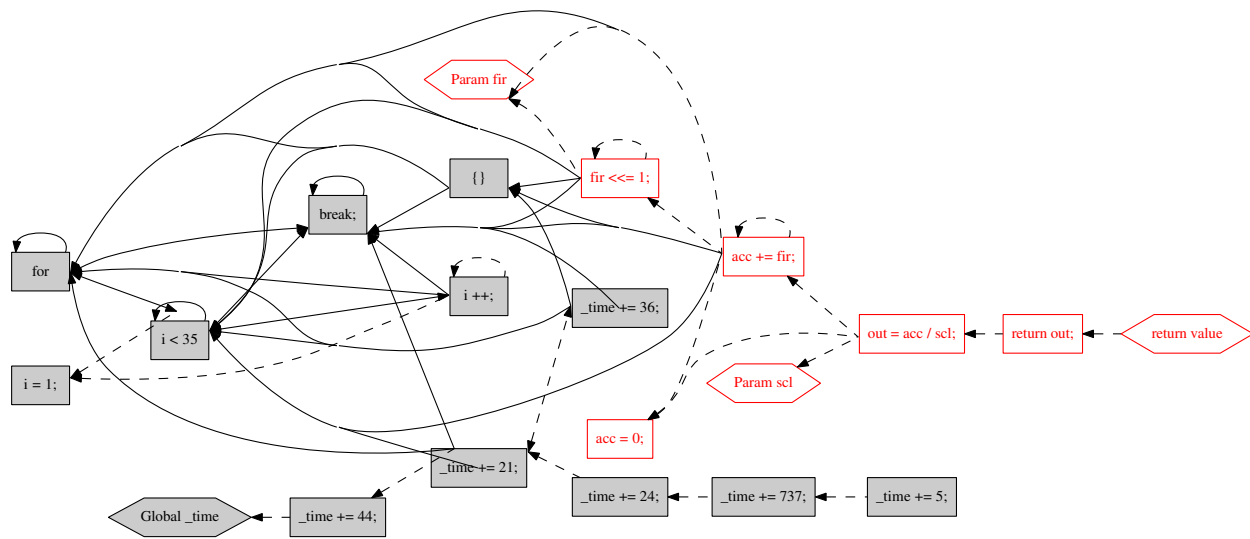 Param fir
fir <<= 1;
{}
break;
acc += fir;
for
i ++;
_time += 36;
i < 35
out = acc / scl;
return out;
return value
i = 1;
Param scl
acc = 0;
_time += 21;
_time += 24;
_time += 737;
_time += 5;
Global _time
_time += 44;